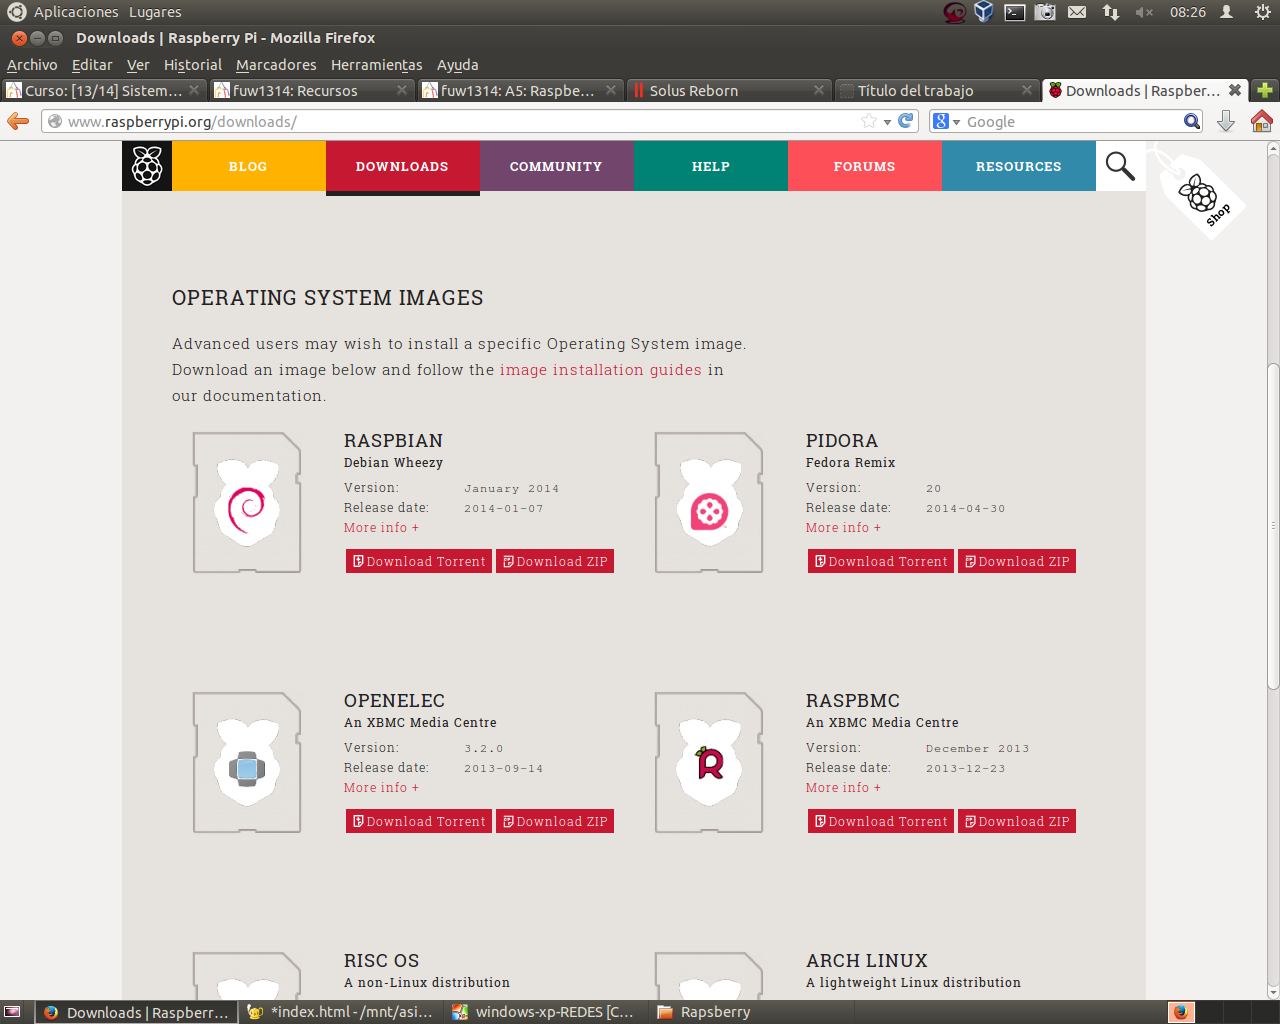 Aplicaciones Lugares 08:26
Downloads | Raspberry Pi - Mozilla Firefox
Archivo Editar Ver Historial Marcadores Herramientas Ayuda
Curso: [13/14] Sistem... fuw1314: Recursos fuw1314: A5: Raspbe... Solus Reborn Título del trabajo Downloads | Raspber...
www.raspberrypi.org/downloads/ Google
BLOG DOWNLOADS COMMUNITY HELP FORUMS RESOURCES
Shop
OPERATING SYSTEM IMAGES
Advanced users may wish to install a specific Operating System image.
Download an image below and follow the image installation guides in
our documentation.
RASPBIAN
Debian Wheezy
Version: January 2014
Release date: 2014-01-07
More info +
Download Torrent Download ZIP
PIDORA
Fedora Remix
Version: 20
Release date: 2014-04-30
More info +
Download Torrent Download ZIP
OPENELEC
An XBMC Media Centre
Version: 3.2.0
Release date: 2013-09-14
More info +
Download Torrent Download ZIP
RASPBMC
An XBMC Media Centre
Version: December 2013
Release date: 2013-12-23
More info +
Download Torrent Download ZIP
RISC OS
A non-Linux distribution
ARCH LINUX
A lightweight Linux distribution
Downloads | Raspberr... *index.html - /mnt/asi... windows-xp-REDES [C... Rapsberry